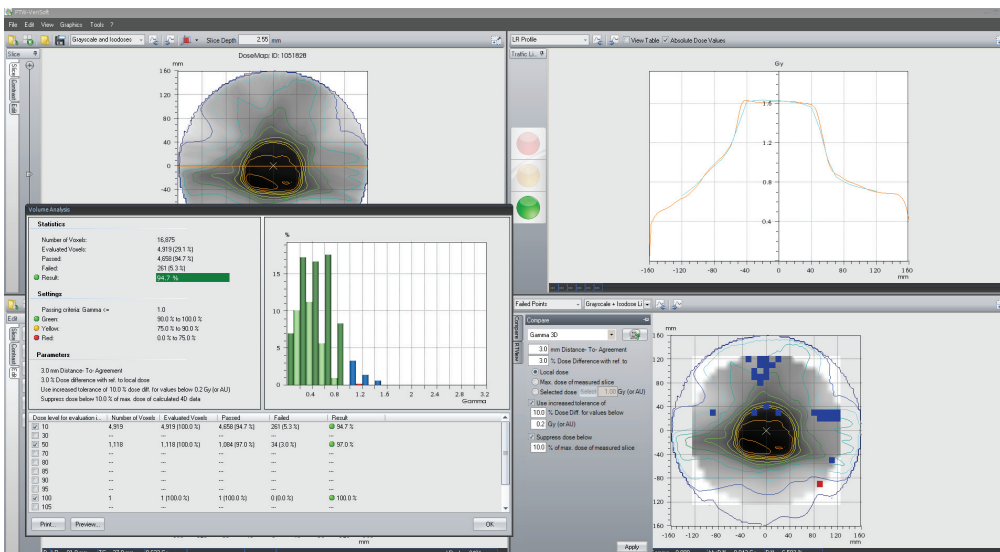 PTW-VeriSoft
File Edit View Graphics Tools ?
Grayscale and Isodoses
Slice Depth 2.55 mm
LR Profile
View Table
Absolute Dose Values
Slice
Slice
Contrast
Edit
DoseMap: ID: 1051828
mm
160
120
80
40
0
-40
Traffic Li...
Gy
1.6
1.2
0.8
0.4
-160 -120 -80 -40 0 40 80 120 160
mm
Volume Analysis
Statistics
Number of Voxels: 16,875
Evaluated Voxels: 4,919 (29.1 %)
Passed: 4,658 (94.7 %)
Failed: 261 (5.3 %)
Result: 94.7 %
Settings
Passing criteria: Gamma <= 1.0
Green: 90.0 % to 100.0 %
Yellow: 75.0 % to 90.0 %
Red: 0.0 % to 75.0 %
Parameters
3.0 mm Distance- To- Agreement
3.0 % Dose difference with ref. to local dose
Use increased tolerance of 10.0 % dose diff. for values below 0.2 Gy (or AU)
Suppress dose below 10.0 % of max. dose of calculated 4D data
%
15
10
5
0
0.4 0.8 1.2 1.6 2 2.4 2.8 3.2
Gamma
Dose level for evaluation i... Number of Voxels Evaluated Voxels Passed Failed Result
10 4,919 4,919 (100.0 %) 4,658 (94.7 %) 261 (5.3 %) 94.7 %
30 --- --- --- --- ---
50 1,118 1,118 (100.0 %) 1,084 (97.0 %) 34 (3.0 %) 97.0 %
70 --- --- --- --- ---
80 --- --- --- --- ---
85 --- --- --- --- ---
90 --- --- --- --- ---
95 --- --- --- --- ---
100 1 1 (100.0 %) 1 (100.0 %) 0 (0.0 %) 100.0 %
105 --- --- --- --- ---
Print... Preview... OK
mm
Edit
Failed Points
Grayscale + Isodose Li
Compare
Gamma 3D
3.0 mm Distance- To- Agreement
3.0 % Dose Difference with ref. to
Local dose
Max. dose of measured slice
Selected dose Select 1.00 Gy (or AU)
Use increased tolerance of
10.0 % Dose Diff. for values below
0.2 Gy (or AU)
Suppress dose below
10.0 % of max. dose of measured slice
Apply
mm
160
120
80
40
0
-40
-80
-120
160
-160 -120 -80 -40 0 40 80 120 160
mm